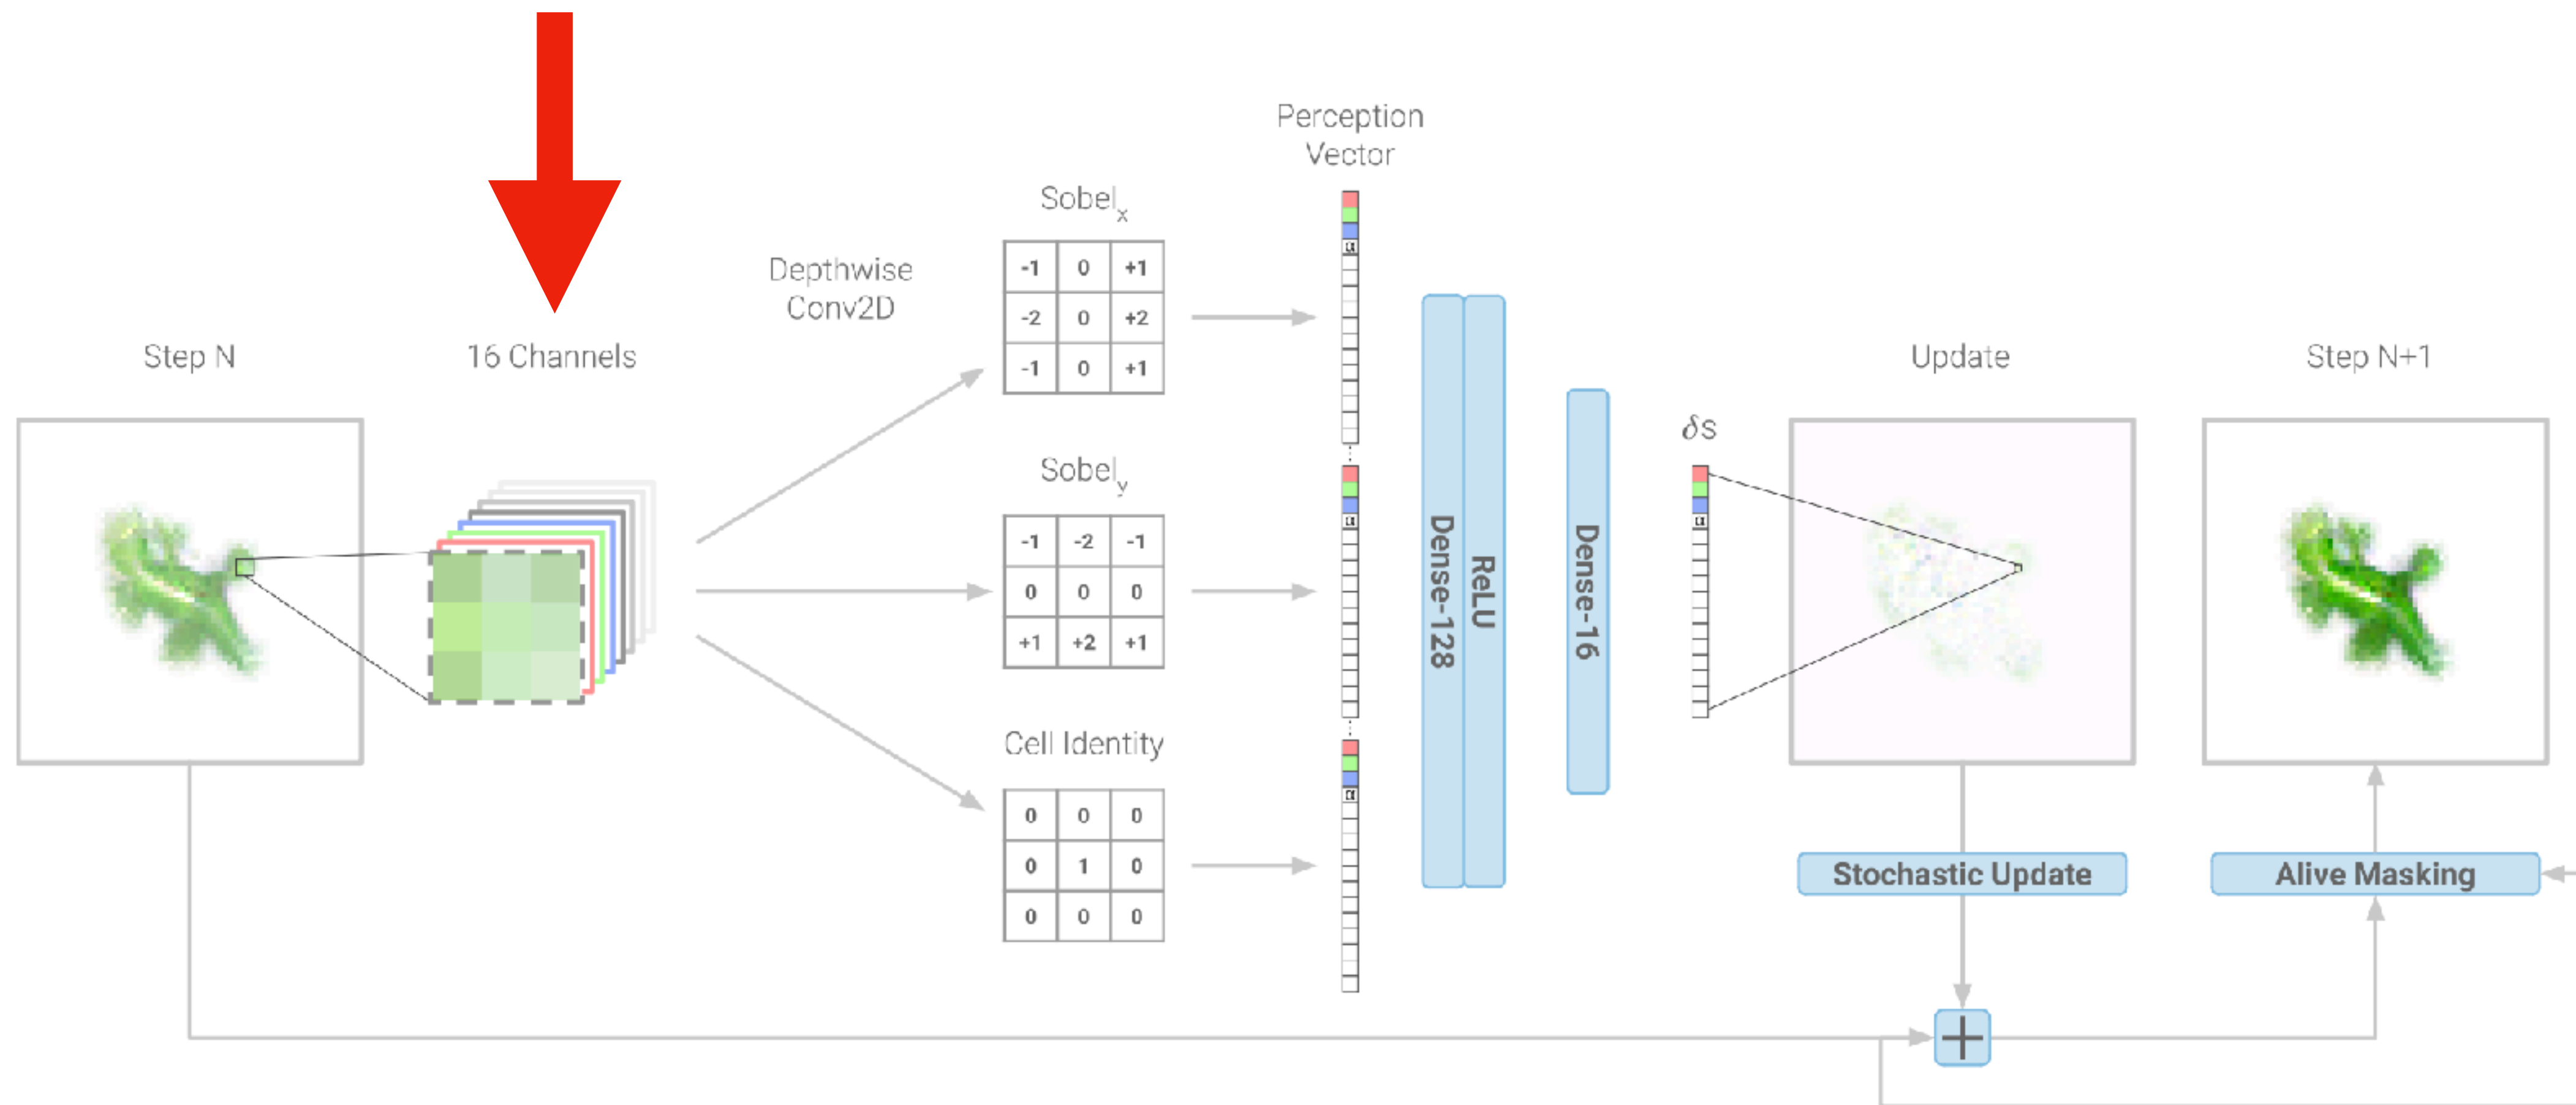 Step N
16 Channels
Depthwise
Conv2D
Sobelx
-1 0 +1
-2 0 +2
-1 0 +1
Sobely
-1 -2 -1
0 0 0
+1 +2 +1
Cell Identity
0 0 0
0 1 0
0 0 0
Perception
Vector
α
α
α
Dense-128
ReLU
Dense-16
δs
α
Update
Stochastic Update
+
Step N+1
Alive Masking